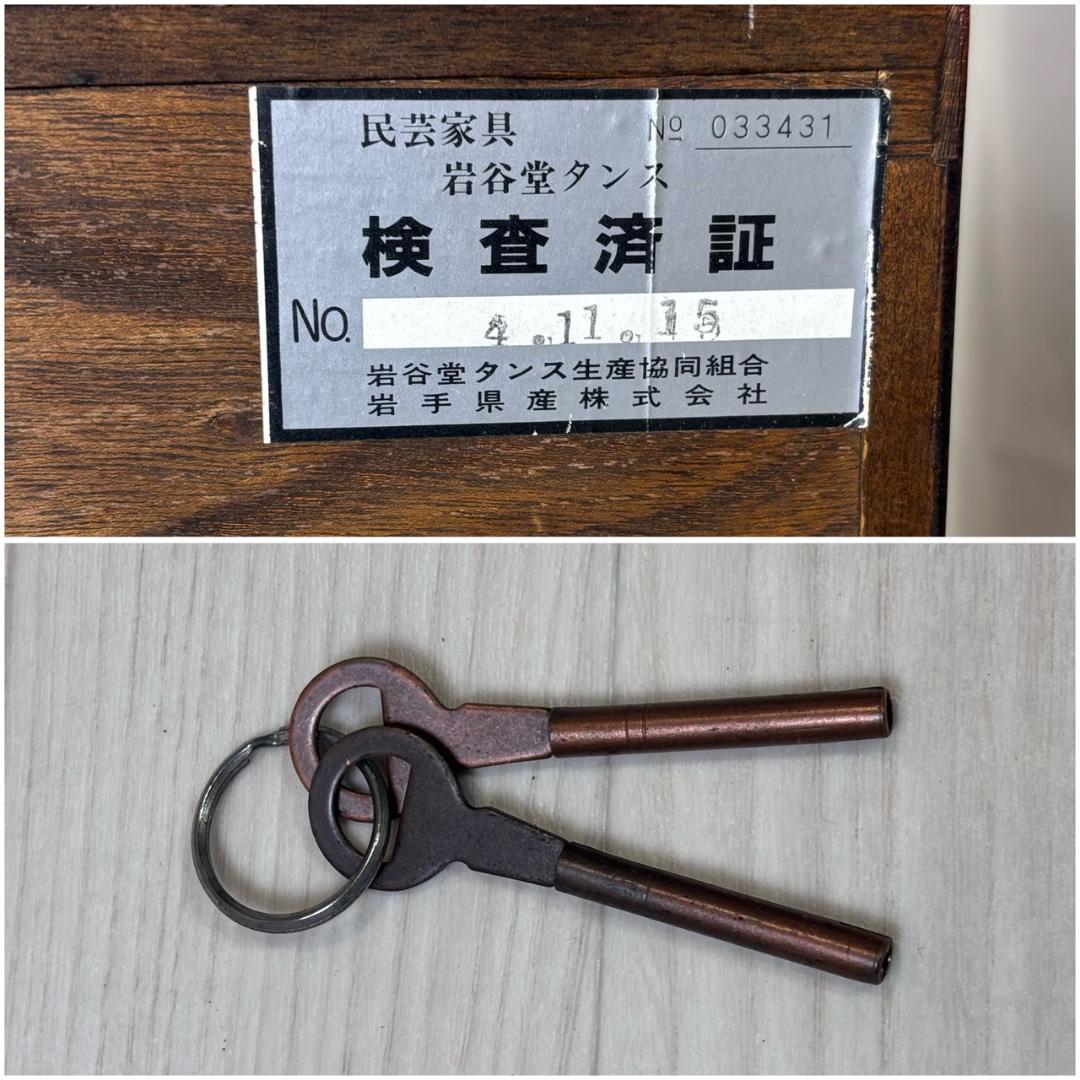 民芸家具 № 033431
岩谷堂タンス
検査済証
No. 4.11.15
岩谷堂タンス生産協同組合
岩手県産株式会社